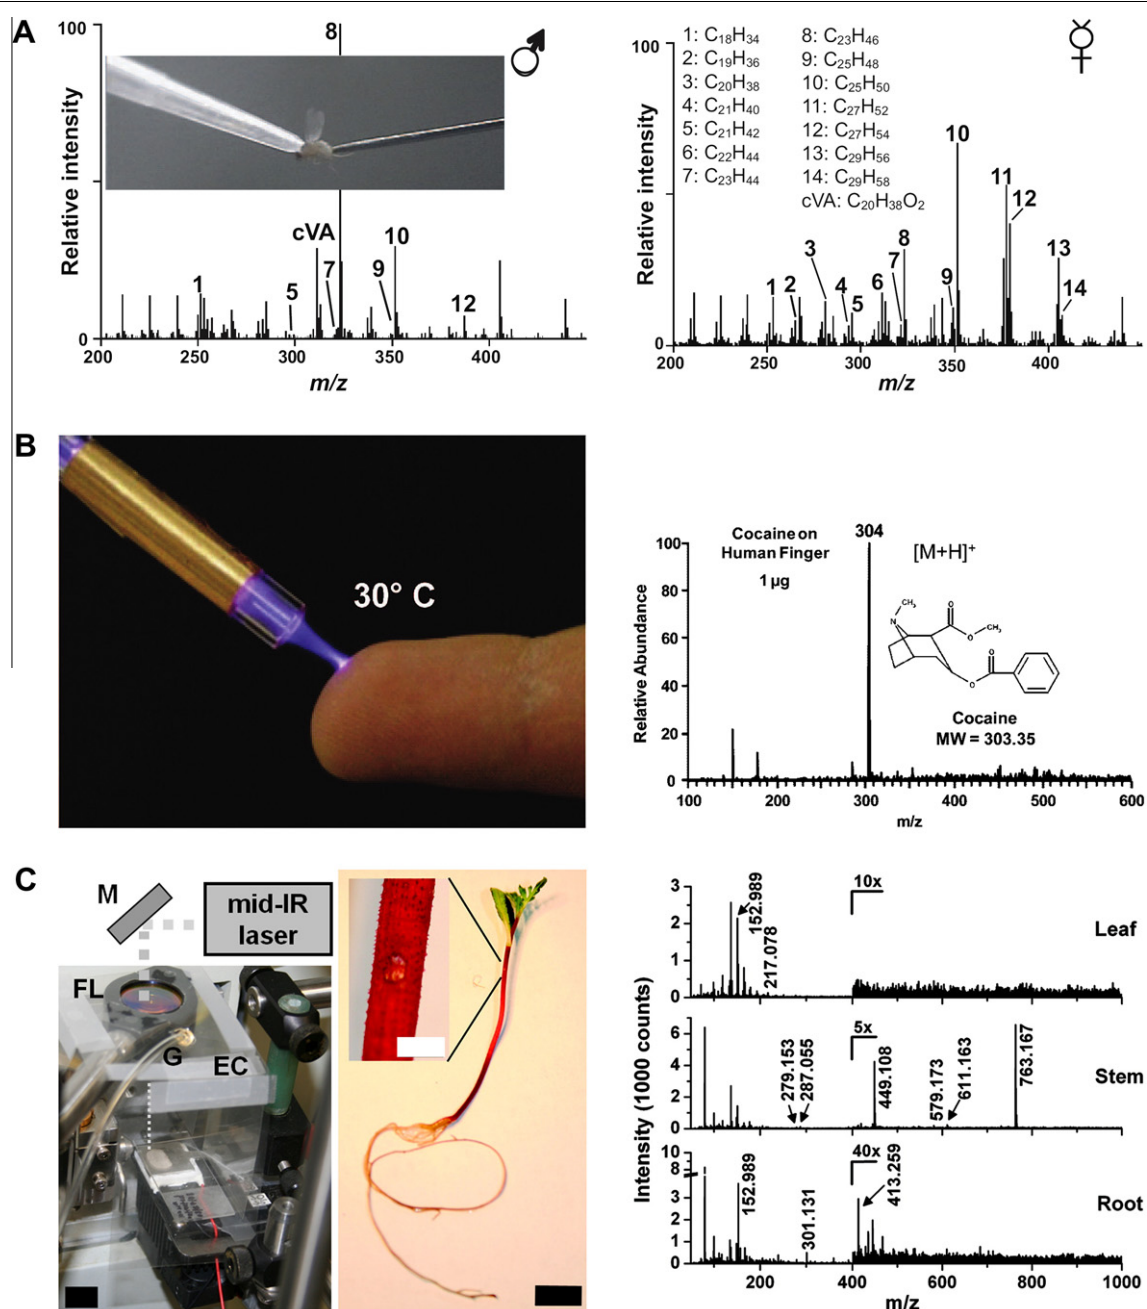 A
100
8
Relative intensity
cVA
1
5
7
9
10
12
0
200
250
300
350
400
m/z
100
1: C18H34
2: C19H36
3: C20H38
4: C21H40
5: C21H42
6: C22H44
7: C23H44
8: C23H46
9: C25H48
10: C25H50
11: C27H52
12: C27H54
13: C29H56
14: C29H58
cVA: C20H38O2
Relative intensity
1
2
3
4
5
6
7
8
9
10
11
12
13
14
0
200
250
300
350
400
m/z
B
30° C
Cocaine on
Human Finger
1 µg
304
[M+H]+
CH3
N
O
O
CH3
O
O
Cocaine
MW = 303.35
Relative Abundance
100
80
60
40
20
0
100
200
300
400
500
600
m/z
C
M
mid-IR
laser
FL
G
EC
Intensity (1000 counts)
3
2
1
0
152.989
217.078
10x
Leaf
6
4
2
0
279.153
287.055
5x
449.108
579.173
611.163
763.167
Stem
10
8
3
2
1
0
152.989
301.131
40x
413.259
Root
200
400
600
800
1000
m/z